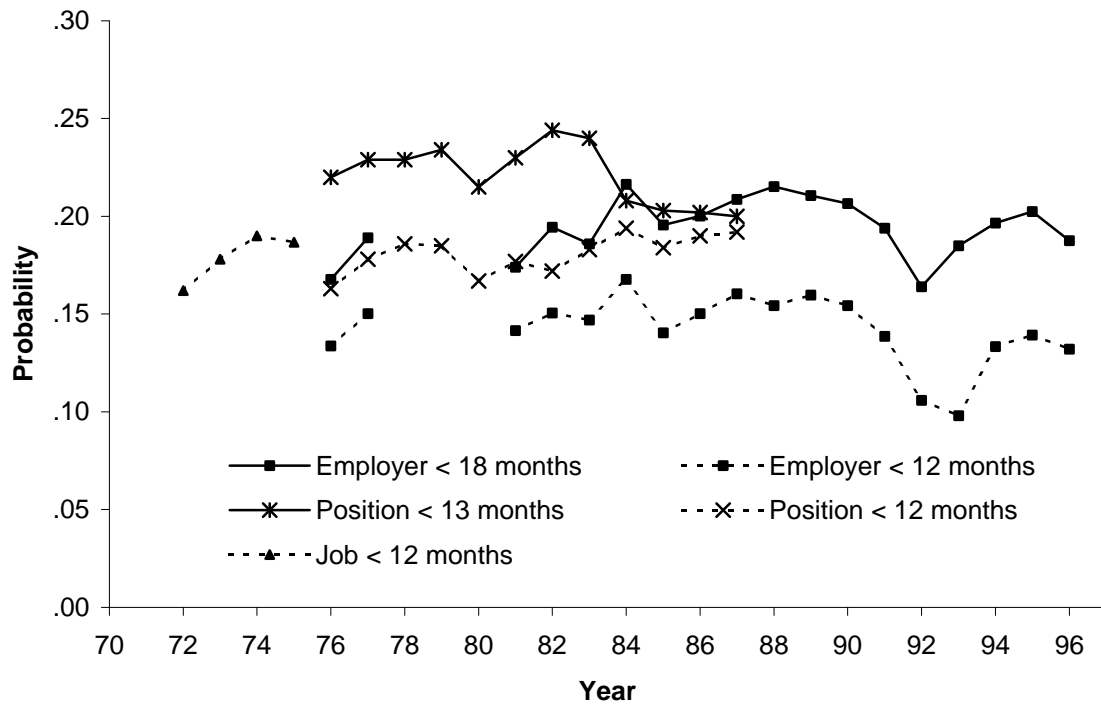 .30
.25
.20
.15
.10
.05
.00
Probability
Employer < 18 months
Employer < 12 months
Position < 13 months
Position < 12 months
Job < 12 months
70 72 74 76 78 80 82 84 86 88 90 92 94 96
Year